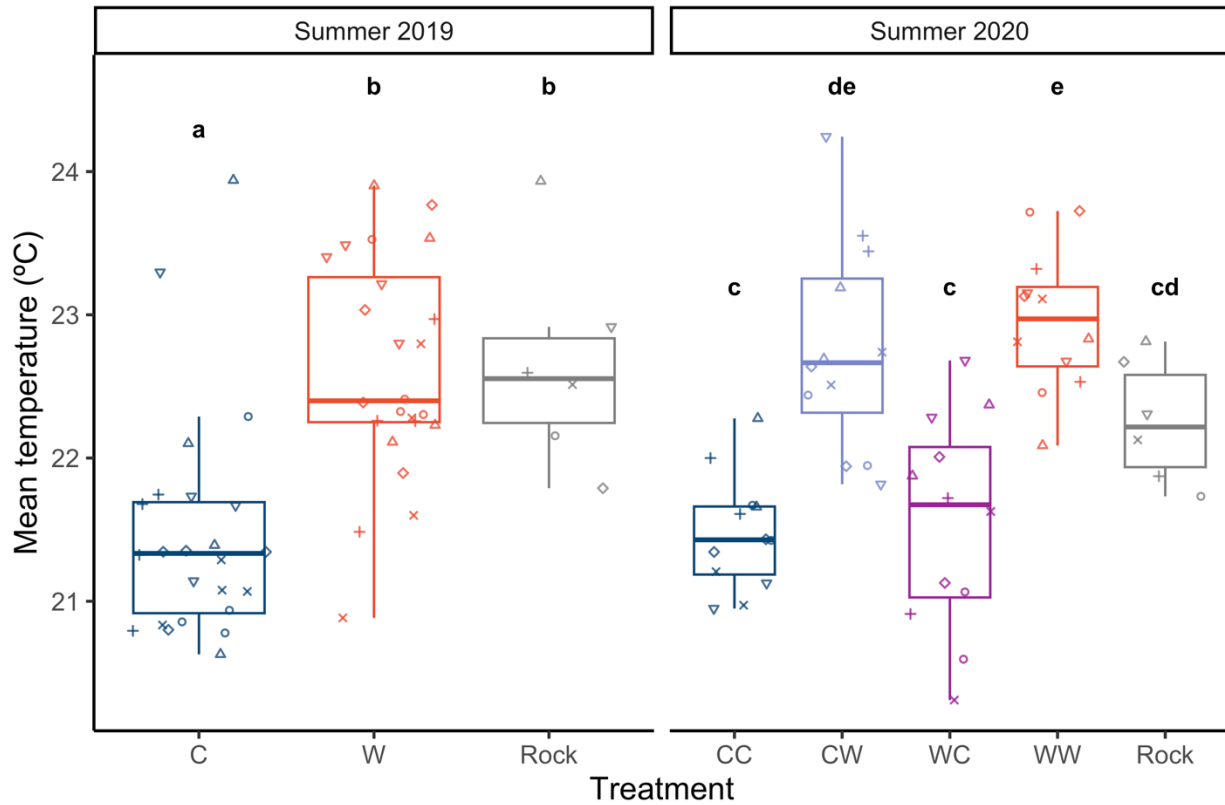 Summer 2019 Summer 2020
b b de e
a
c c cd
24
23
22
21
Mean temperature (ºC)
C W Rock CC CW WC WW Rock
Treatment